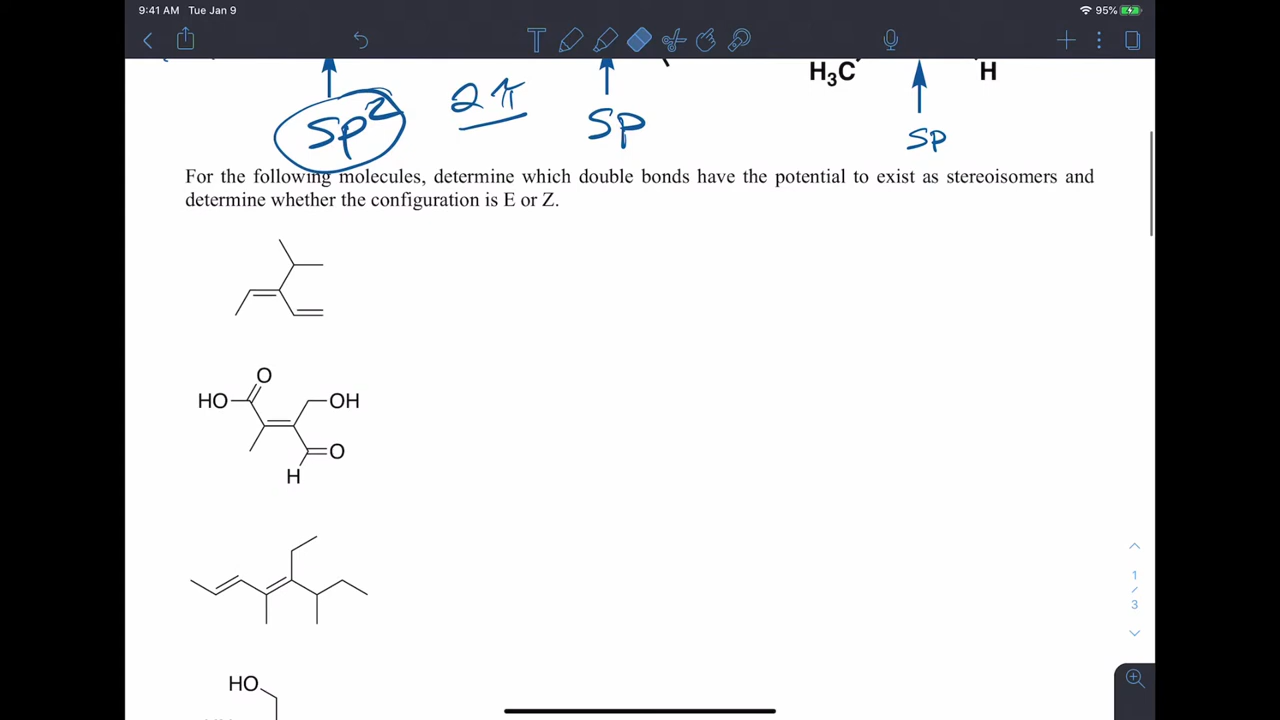 9:41 AM Tue Jan 9
95%
H₃C
H
2 π
Sp²
Sp
Sp
For the following molecules, determine which double bonds have the potential to exist as stereoisomers and
determine whether the configuration is E or Z.
O
HO
OH
O
H
1
/
3
HO